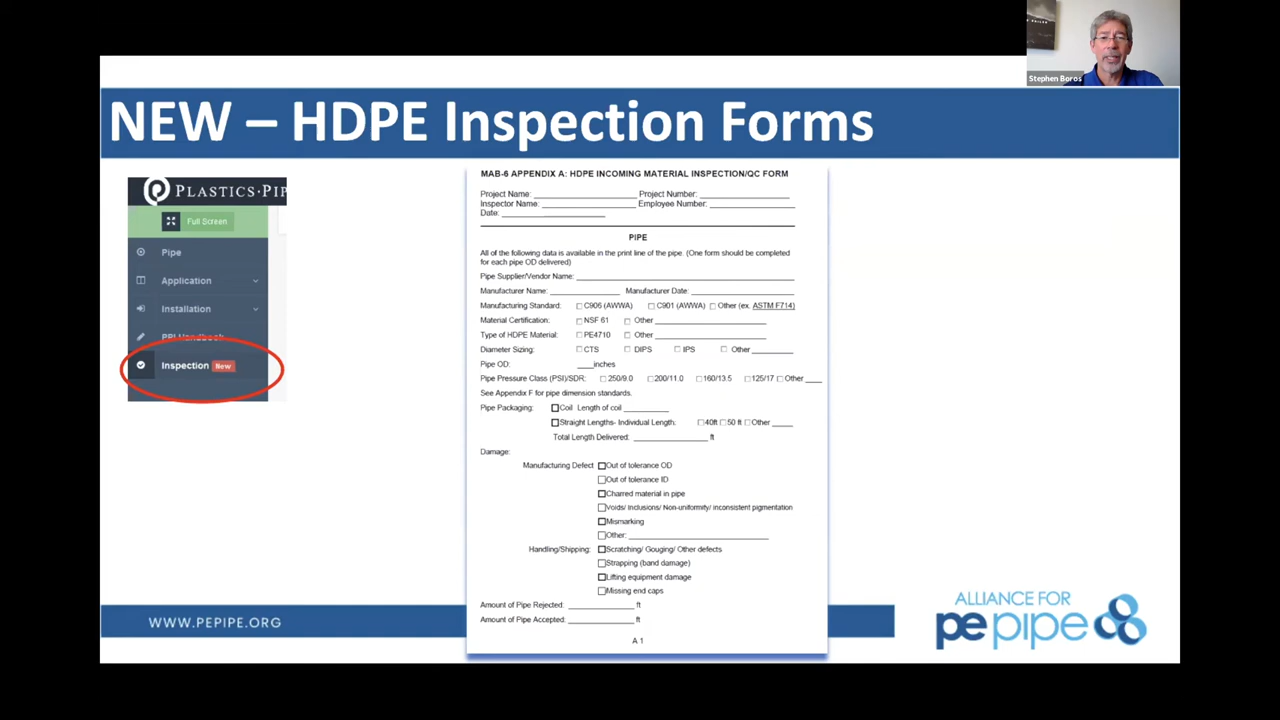 Stephen Boros
NEW – HDPE Inspection Forms
PLASTICS·PIP
Full Screen
Pipe
Application
Installation
PPI Handbook
Inspection New
MAB-6 APPENDIX A: HDPE INCOMING MATERIAL INSPECTION/QC FORM
Project Name: Project Number:
Inspector Name: Employee Number:
Date:
PIPE
All of the following data is available in the print line of the pipe. (One form should be completed
for each pipe OD delivered)
Pipe Supplier/Vendor Name:
Manufacturer Name: Manufacturer Date:
Manufacturing Standard: C906 (AWWA) C901 (AWWA) Other (ex. ASTM F714)
Material Certification: NSF 61 Other
Type of HDPE Material: PE4710 Other
Diameter Sizing: CTS DIPS IPS Other
Pipe OD: ____inches
Pipe Pressure Class (PSI)/SDR: 250/9.0 200/11.0 160/13.5 125/17 Other
See Appendix F for pipe dimension standards.
Pipe Packaging: Coil Length of coil
Straight Lengths- Individual Length: 40ft 50 ft Other
Total Length Delivered: ft
Damage:
Manufacturing Defect Out of tolerance OD
Out of tolerance ID
Charred material in pipe
Voids/ Inclusions/ Non-uniformity/ inconsistent pigmentation
Mismarking
Other:
Handling/Shipping: Scratching/ Gouging/ Other defects
Strapping (band damage)
Lifting equipment damage
Missing end caps
Amount of Pipe Rejected: ft
Amount of Pipe Accepted: ft
A 1
WWW.PEPIPE.ORG
ALLIANCE FOR
pepipe